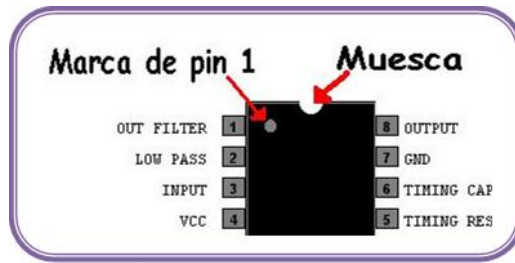 Marca de pin 1
Muesca
OUT FILTER 1 8 OUTPUT
LOW PASS 2 7 GND
INPUT 3 6 TIMING CAP
VCC 4 5 TIMING RES